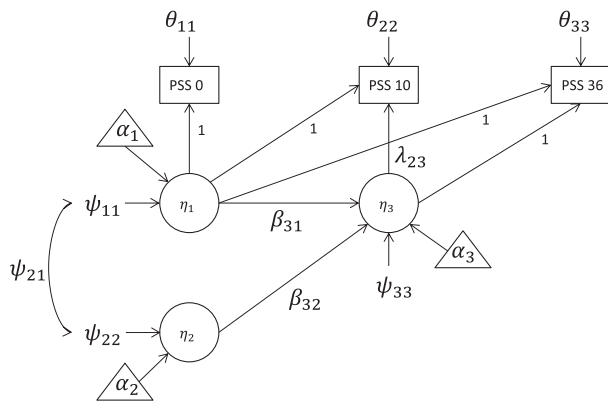 θ₁₁ θ₂₂ θ₃₃
PSS 0 PSS 10 PSS 36
1 1 1 1
α₁ λ₂₃
ψ₁₁ η₁ β₃₁ η₃
α₃
ψ₂₁ ψ₃₃
β₃₂
ψ₂₂ η₂
α₂